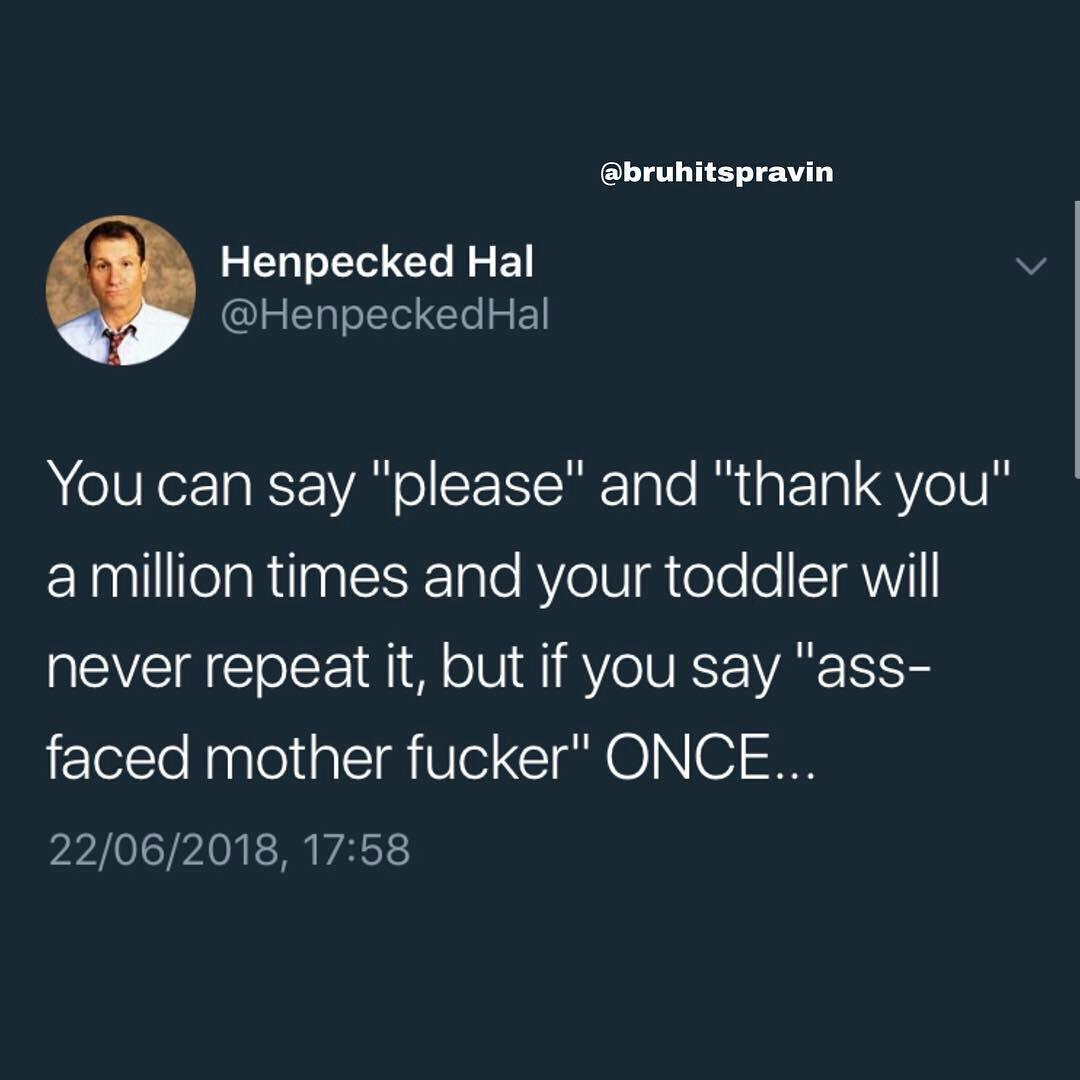 @bruhitspravin
Henpecked Hal
@HenpeckedHal
You can say "please" and "thank you"
a million times and your toddler will
never repeat it, but if you say "ass-
faced mother fucker" ONCE...
22/06/2018, 17:58